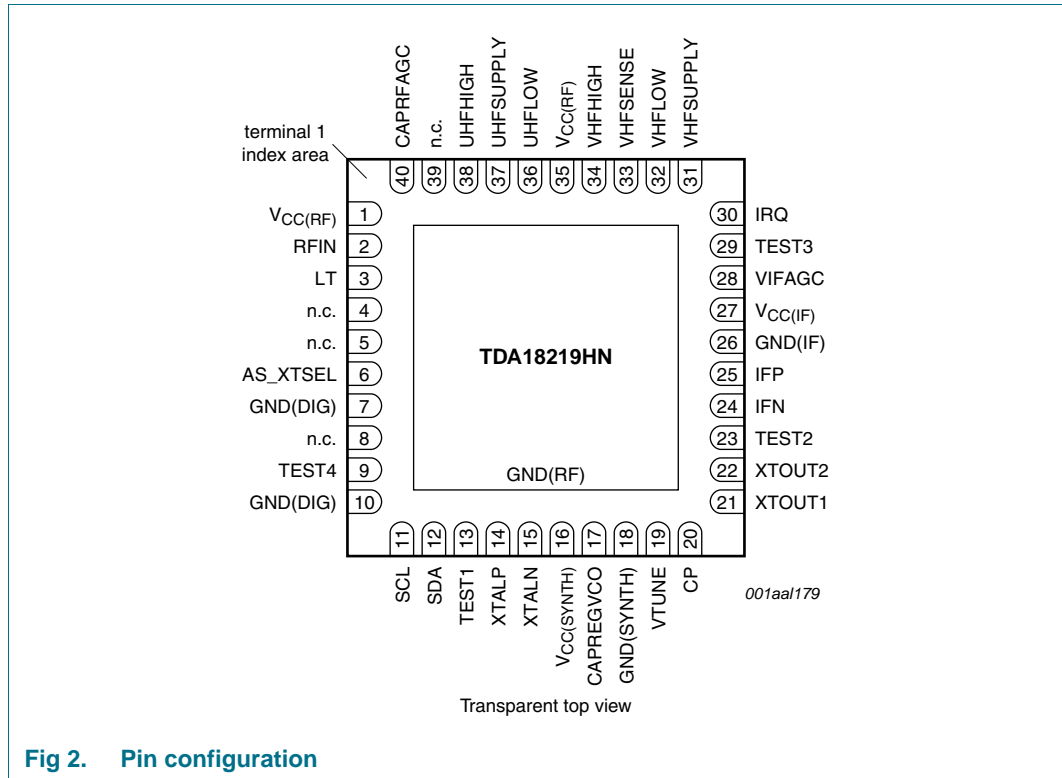 CAPRFAGC
n.c.
UHFHIGH
UHFSUPPLY
UHFLOW
VCC(RF)
VHFHIGH
VHFSENSE
VHFLOW
VHFSUPPLY
terminal 1
index area
40
39
38
37
36
35
34
33
32
31
VCC(RF) 1
RFIN 2
LT 3
n.c. 4
n.c. 5
AS_XTSEL 6
GND(DIG) 7
n.c. 8
TEST4 9
GND(DIG) 10
30 IRQ
29 TEST3
28 VIFAGC
27 VCC(IF)
26 GND(IF)
25 IFP
24 IFN
23 TEST2
22 XTOUT2
21 XTOUT1
TDA18219HN
GND(RF)
11
12
13
14
15
16
17
18
19
20
SCL
SDA
TEST1
XTALP
XTALN
VCC(SYNTH)
CAPREGVCO
GND(SYNTH)
VTUNE
CP
001aal179
Transparent top view
Fig 2. Pin configuration